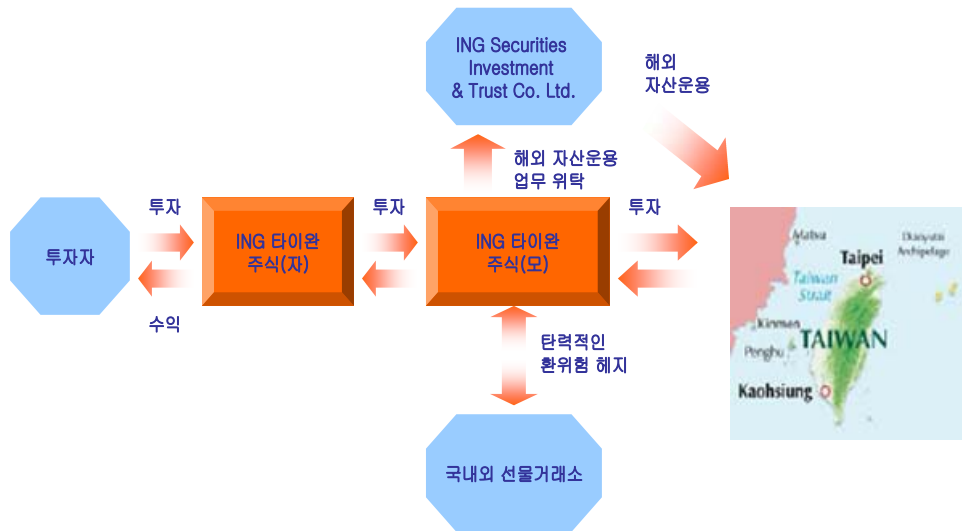 ING Securities
Investment
& Trust Co. Ltd.
해외
자산운용
해외 자산운용
업무 위탁
투자
투자
투자
투자자
ING 타이완
주식(자)
ING 타이완
주식(모)
수익
탄력적인
환위험 헤지
국내외 선물거래소
Matsu
Diaoyutai
Archipelago
Taipei
Taiwan
Strait
Kinmen
TAIWAN
Penghu
Kaohsiung